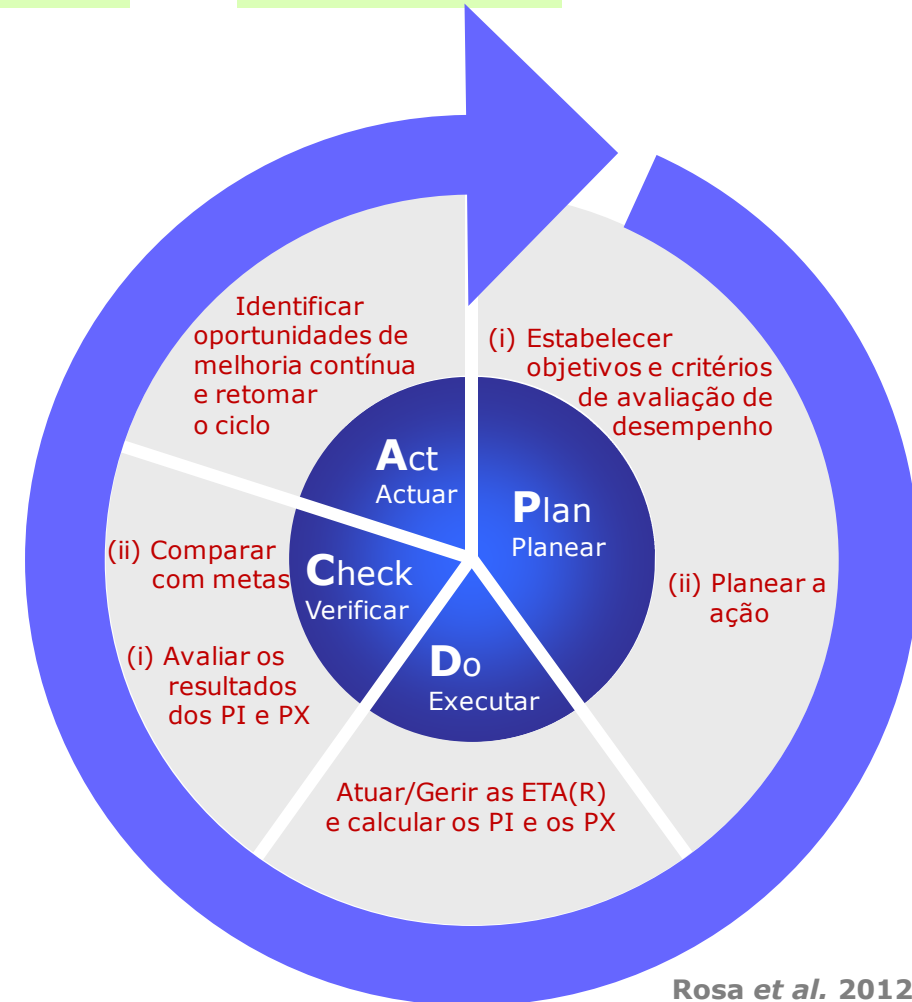 (i) Estabelecer
objetivos e critérios
de avaliação de
desempenho
(ii) Planear a
ação
Plan
Planear
Do
Executar
Atuar/Gerir as ETA(R)
e calcular os PI e os PX
Check
Verificar
(ii) Comparar
com metas
(i) Avaliar os
resultados
dos PI e PX
Act
Actuar
Identificar
oportunidades de
melhoria contínua
e retomar
o ciclo
Rosa et al. 2012